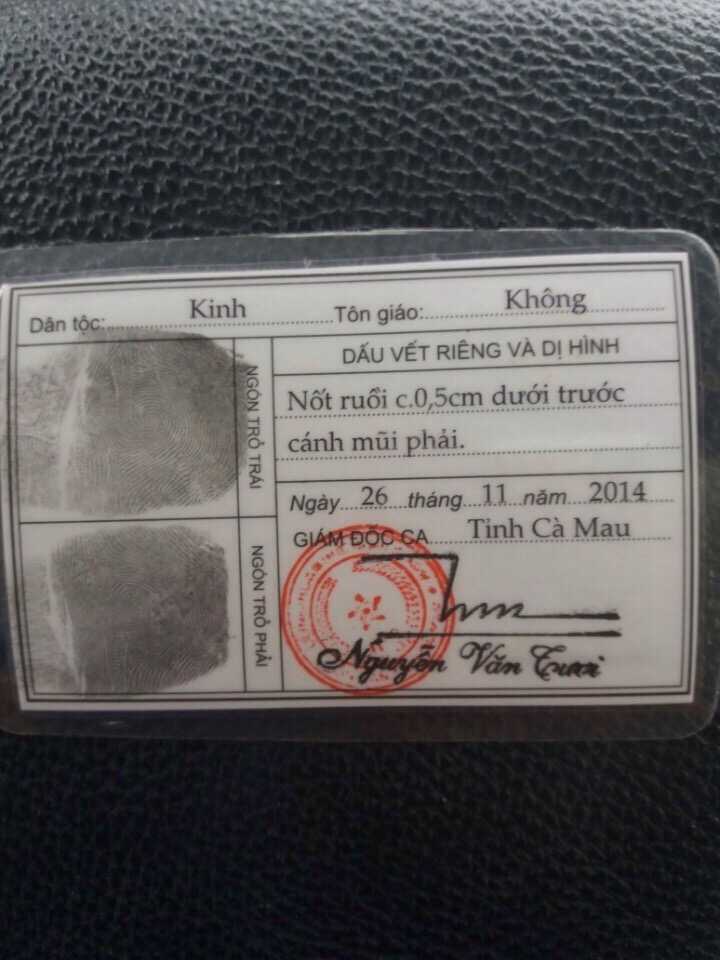 Dân tộc: Kinh Tôn giáo: Không
NGÓN TRỎ TRÁI
NGÓN TRỎ PHẢI
DẤU VẾT RIÊNG VÀ DỊ HÌNH
Nốt ruồi c.0,5cm dưới trước
cánh mũi phải.
Ngày 26 tháng 11 năm 2014
GIÁM ĐỐC CA Tỉnh Cà Mau
Nguyễn Văn Tươi